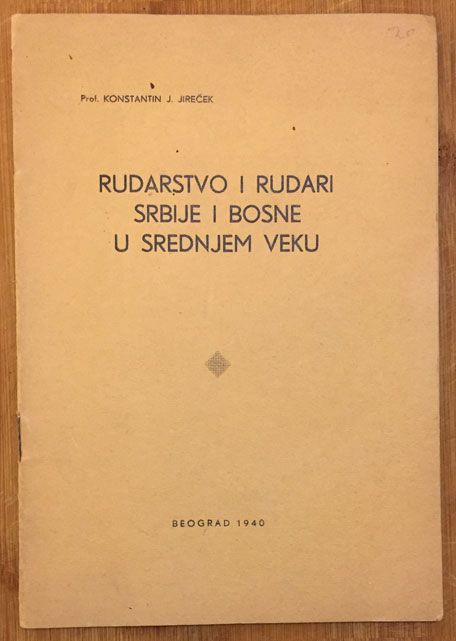 Prof. KONSTANTIN J. JIREČEK
RUDARSTVO I RUDARI
SRBIJE I BOSNE
U SREDNJEM VEKU
BEOGRAD 1940